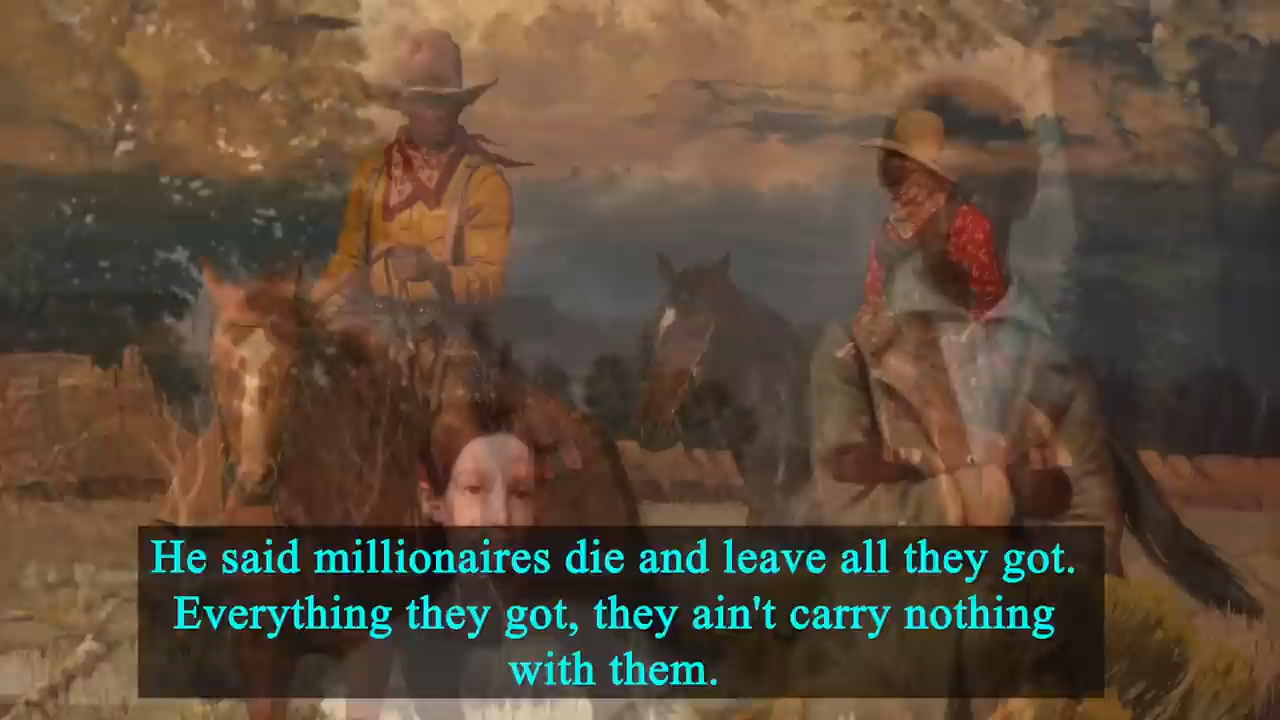 He said millionaires die and leave all they got.
Everything they got, they ain't carry nothing
with them.